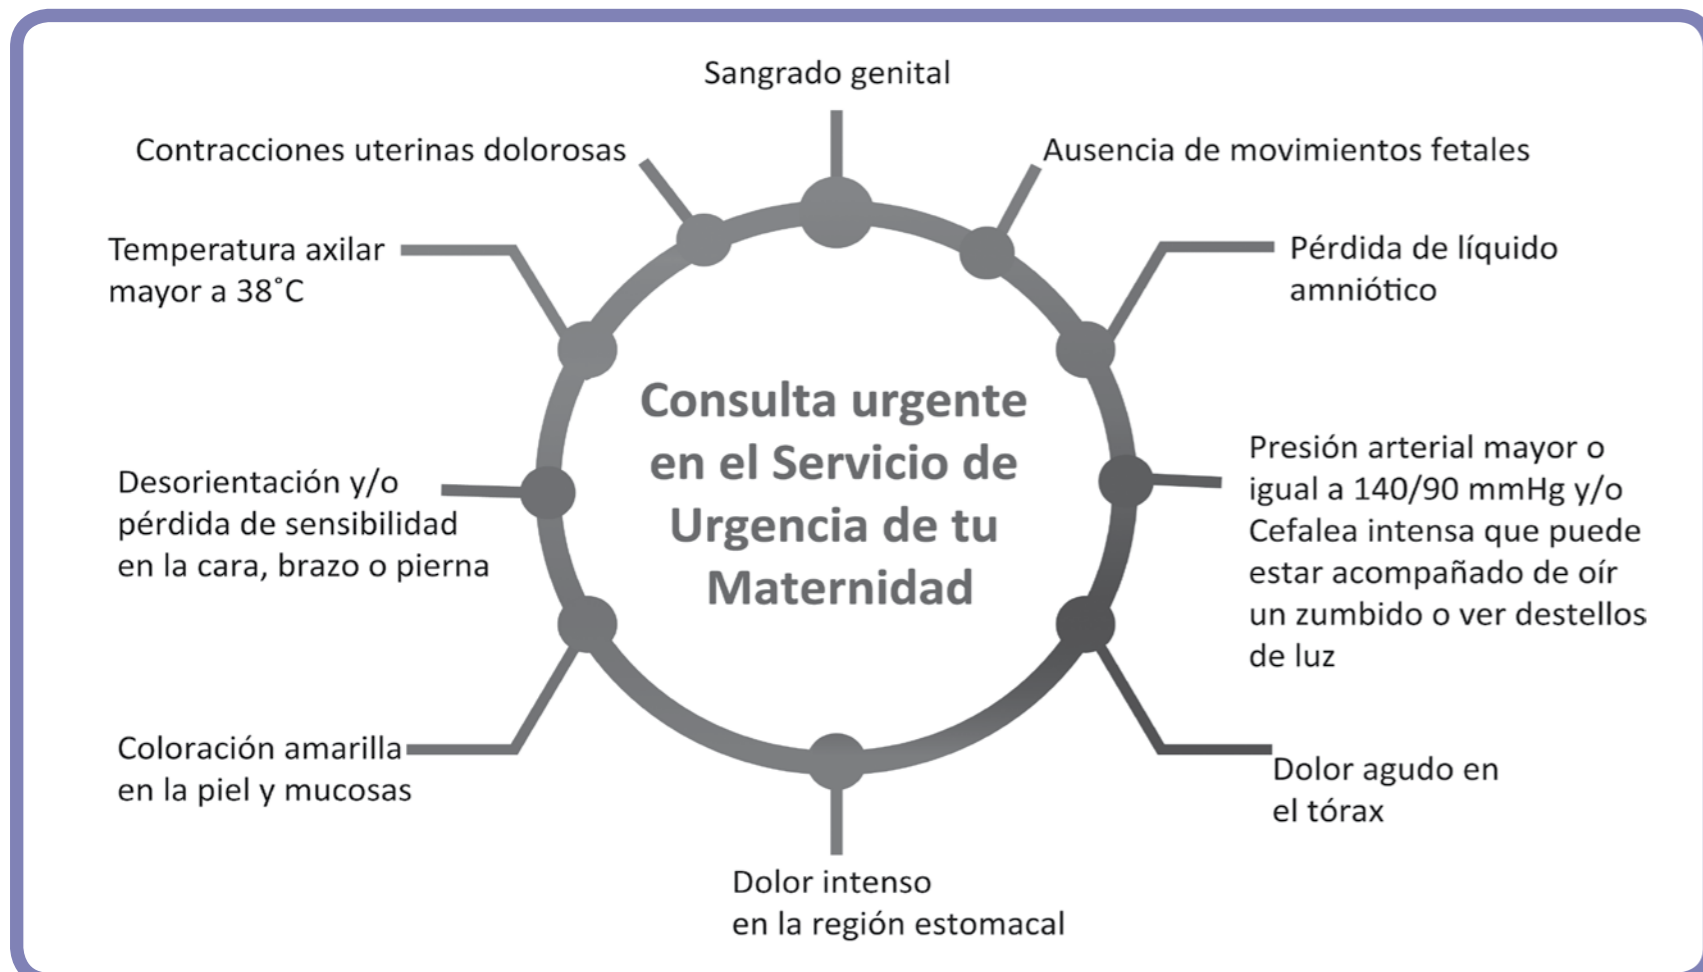 Sangrado genital
Contracciones uterinas dolorosas
Ausencia de movimientos fetales
Temperatura axilar
mayor a 38˚C
Pérdida de líquido
amniótico
Consulta urgente
en el Servicio de
Urgencia de tu
Maternidad
Desorientación y/o
pérdida de sensibilidad
en la cara, brazo o pierna
Presión arterial mayor o
igual a 140/90 mmHg y/o
Cefalea intensa que puede
estar acompañado de oír
un zumbido o ver destellos
de luz
Coloración amarilla
en la piel y mucosas
Dolor agudo en
el tórax
Dolor intenso
en la región estomacal